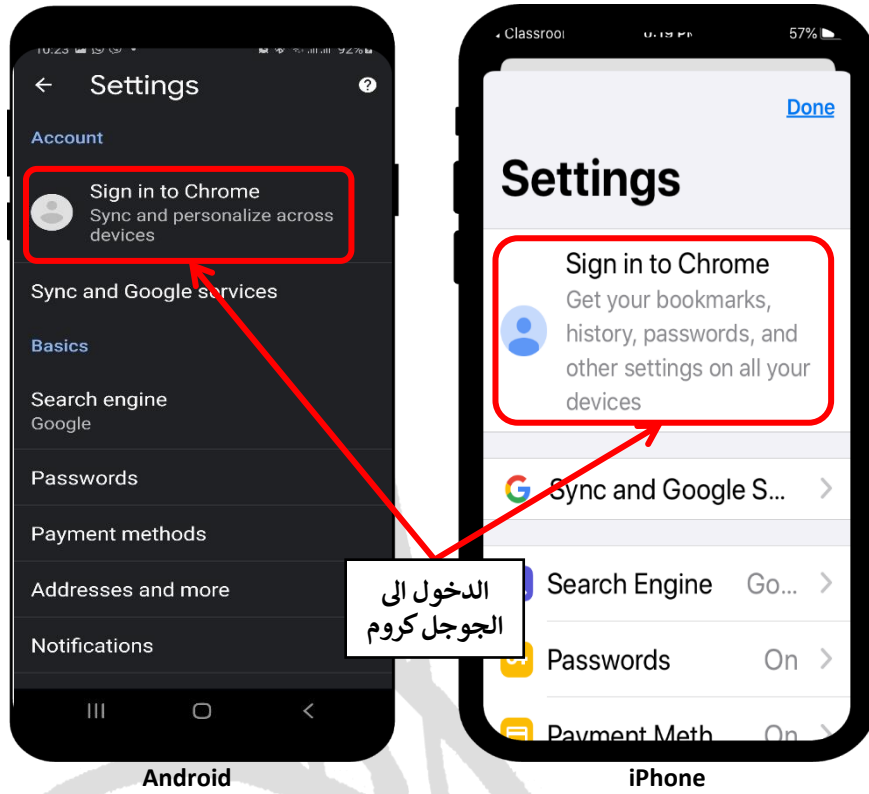 10:23
92%
Settings
Account
Sign in to Chrome
Sync and personalize across
devices
Sync and Google services
Basics
Search engine
Google
Passwords
Payment methods
Addresses and more
Notifications
Android
الدخول الى
الجوجل كروم
Classroo
57%
Done
Settings
Sign in to Chrome
Get your bookmarks,
history, passwords, and
other settings on all your
devices
Sync and Google S...
Search Engine Go...
Passwords On
Payment Meth On
iPhone